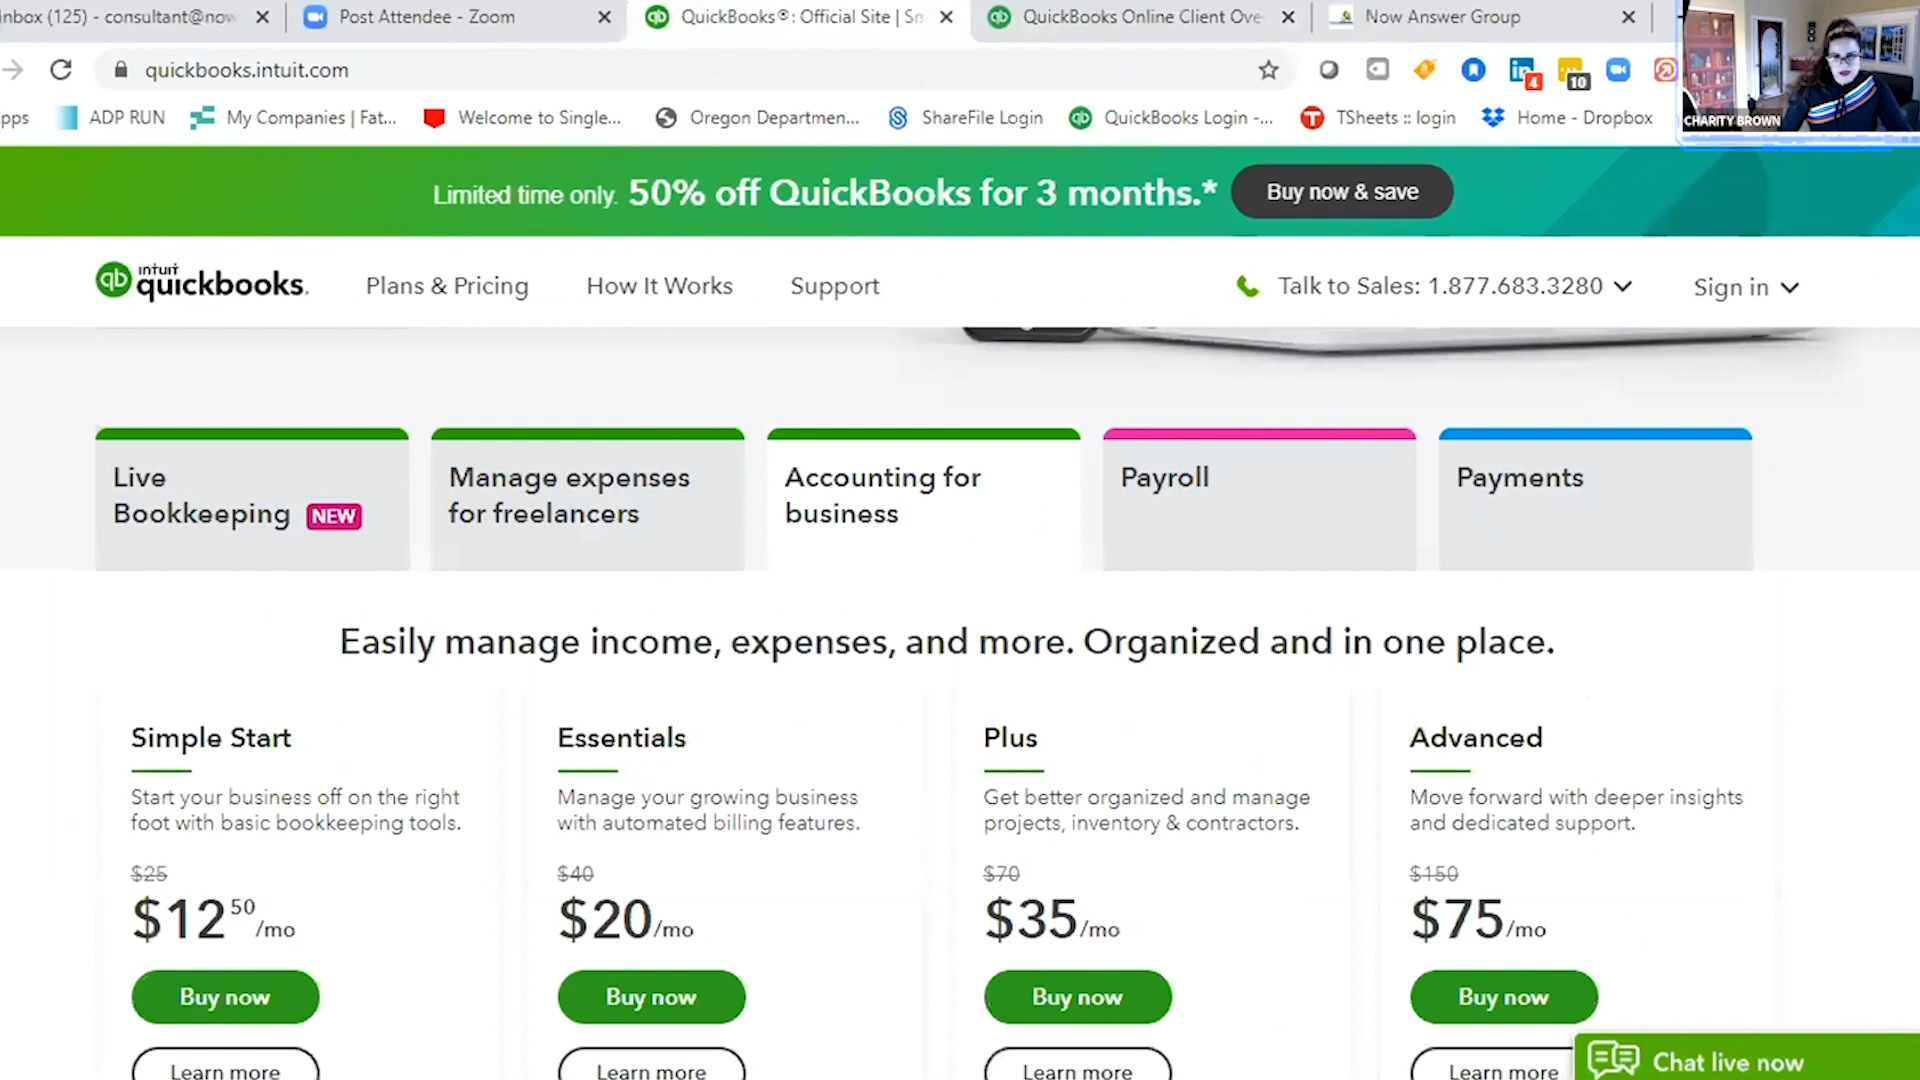 nbox (125) - consultant@nov
Post Attendee - Zoom
QuickBooks®: Official Site | Sm
QuickBooks Online Client Ove
Now Answer Group
quickbooks.intuit.com
4
10
pps
ADP RUN
My Companies | Fat...
Welcome to Single...
Oregon Departmen...
ShareFile Login
QuickBooks Login -...
TSheets :: login
Home - Dropbox
CHARITY BROWN
Limited time only. 50% off QuickBooks for 3 months.*
Buy now & save
qb intuit quickbooks.
Plans & Pricing
How It Works
Support
Talk to Sales: 1.877.683.3280
Sign in
Live
Bookkeeping NEW
Manage expenses
for freelancers
Accounting for
business
Payroll
Payments
Easily manage income, expenses, and more. Organized and in one place.
Simple Start
Start your business off on the right
foot with basic bookkeeping tools.
$25
$12 50 /mo
Buy now
Learn more
Essentials
Manage your growing business
with automated billing features.
$40
$20/mo
Buy now
Learn more
Plus
Get better organized and manage
projects, inventory & contractors.
$70
$35/mo
Buy now
Learn more
Advanced
Move forward with deeper insights
and dedicated support.
$150
$75/mo
Buy now
Learn more
Chat live now